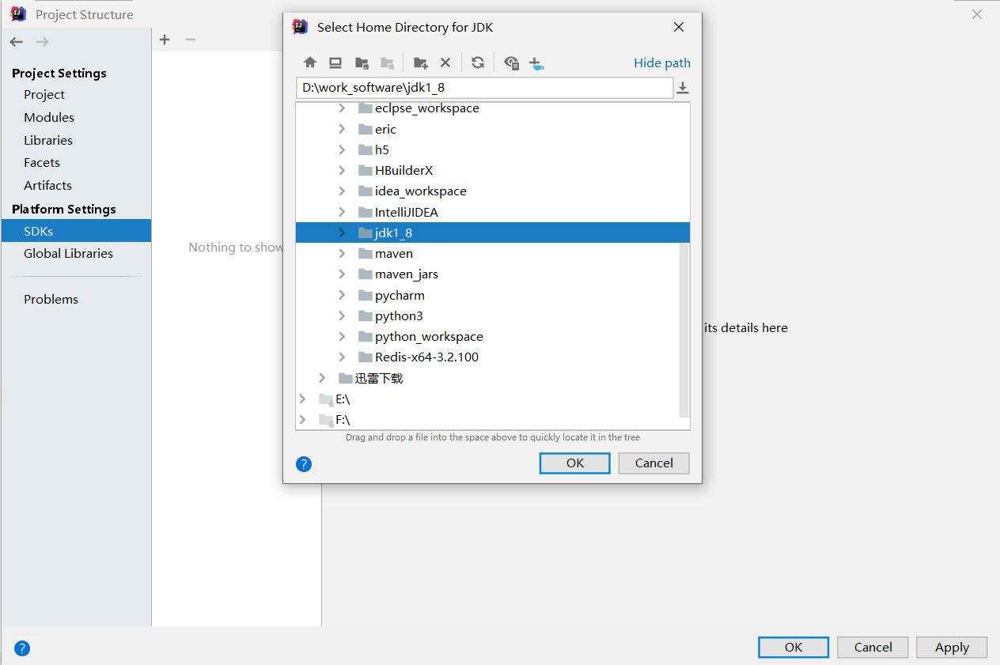 Project Structure
Project Settings
Project
Modules
Libraries
Facets
Artifacts
Platform Settings
SDKs
Global Libraries
Problems
Nothing to show
Select Home Directory for JDK
Hide path
D:\work_software\jdk1_8
eclpse_workspace
eric
h5
HBuilderX
idea_workspace
IntelliJIDEA
jdk1_8
maven
maven_jars
pycharm
python3
python_workspace
Redis-x64-3.2.100
迅雷下载
E:\
F:\
Drag and drop a file into the space above to quickly locate it in the tree
?
OK
Cancel
its details here
?
OK
Cancel
Apply